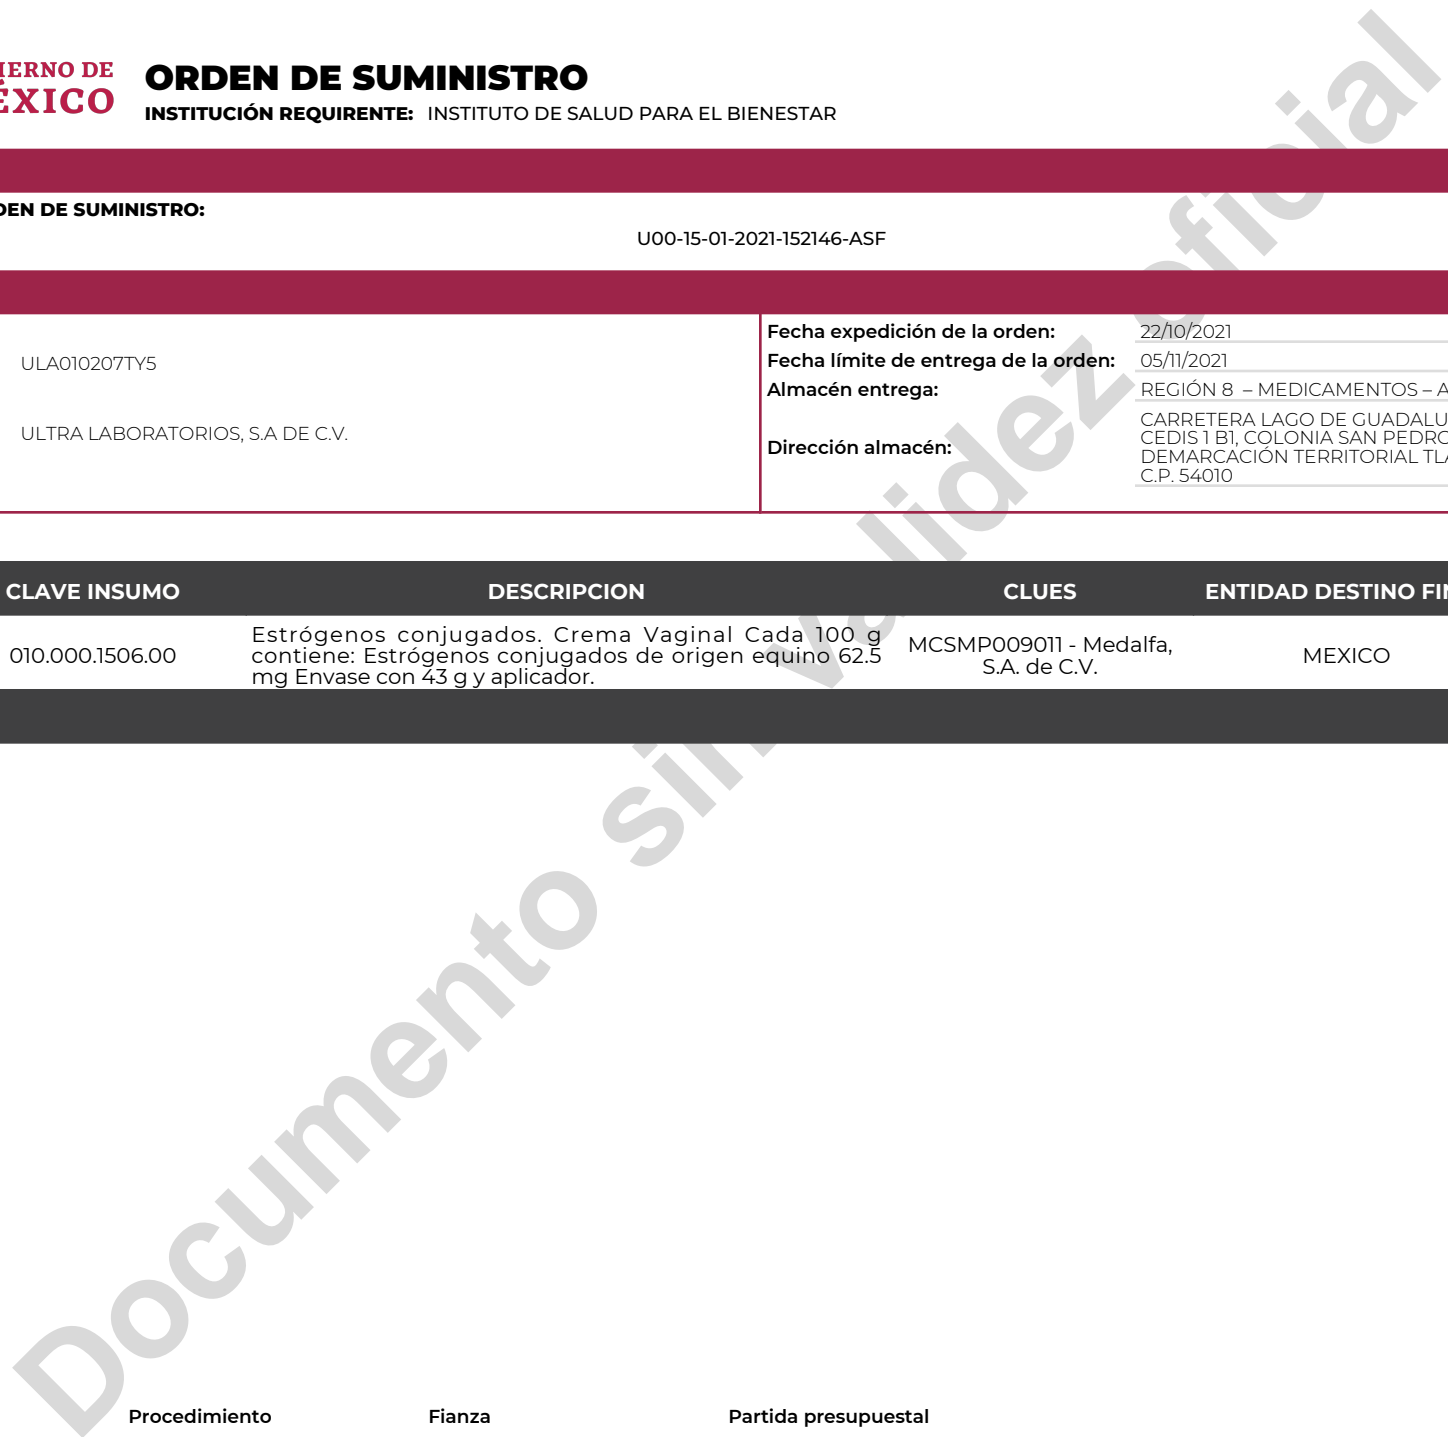 IERNO DE
ÉXICO
ORDEN DE SUMINISTRO
INSTITUCIÓN REQUIRENTE: INSTITUTO DE SALUD PARA EL BIENESTAR
DEN DE SUMINISTRO:
U00-15-01-2021-152146-ASF
ULA010207TY5
ULTRA LABORATORIOS, S.A DE C.V.
Fecha expedición de la orden: 22/10/2021
Fecha límite de entrega de la orden: 05/11/2021
Almacén entrega: REGIÓN 8 – MEDICAMENTOS – A
Dirección almacén:
CARRETERA LAGO DE GUADALU
CEDIS 1 B1, COLONIA SAN PEDRO
DEMARCACIÓN TERRITORIAL TLA
C.P. 54010
CLAVE INSUMO DESCRIPCION CLUES ENTIDAD DESTINO FIN
010.000.1506.00
Estrógenos conjugados. Crema Vaginal Cada 100 g
contiene: Estrógenos conjugados de origen equino 62.5
mg Envase con 43 g y aplicador.
MCSMP009011 - Medalfa,
S.A. de C.V.
MEXICO
Documento sin validez oficial
Procedimiento Fianza Partida presupuestal